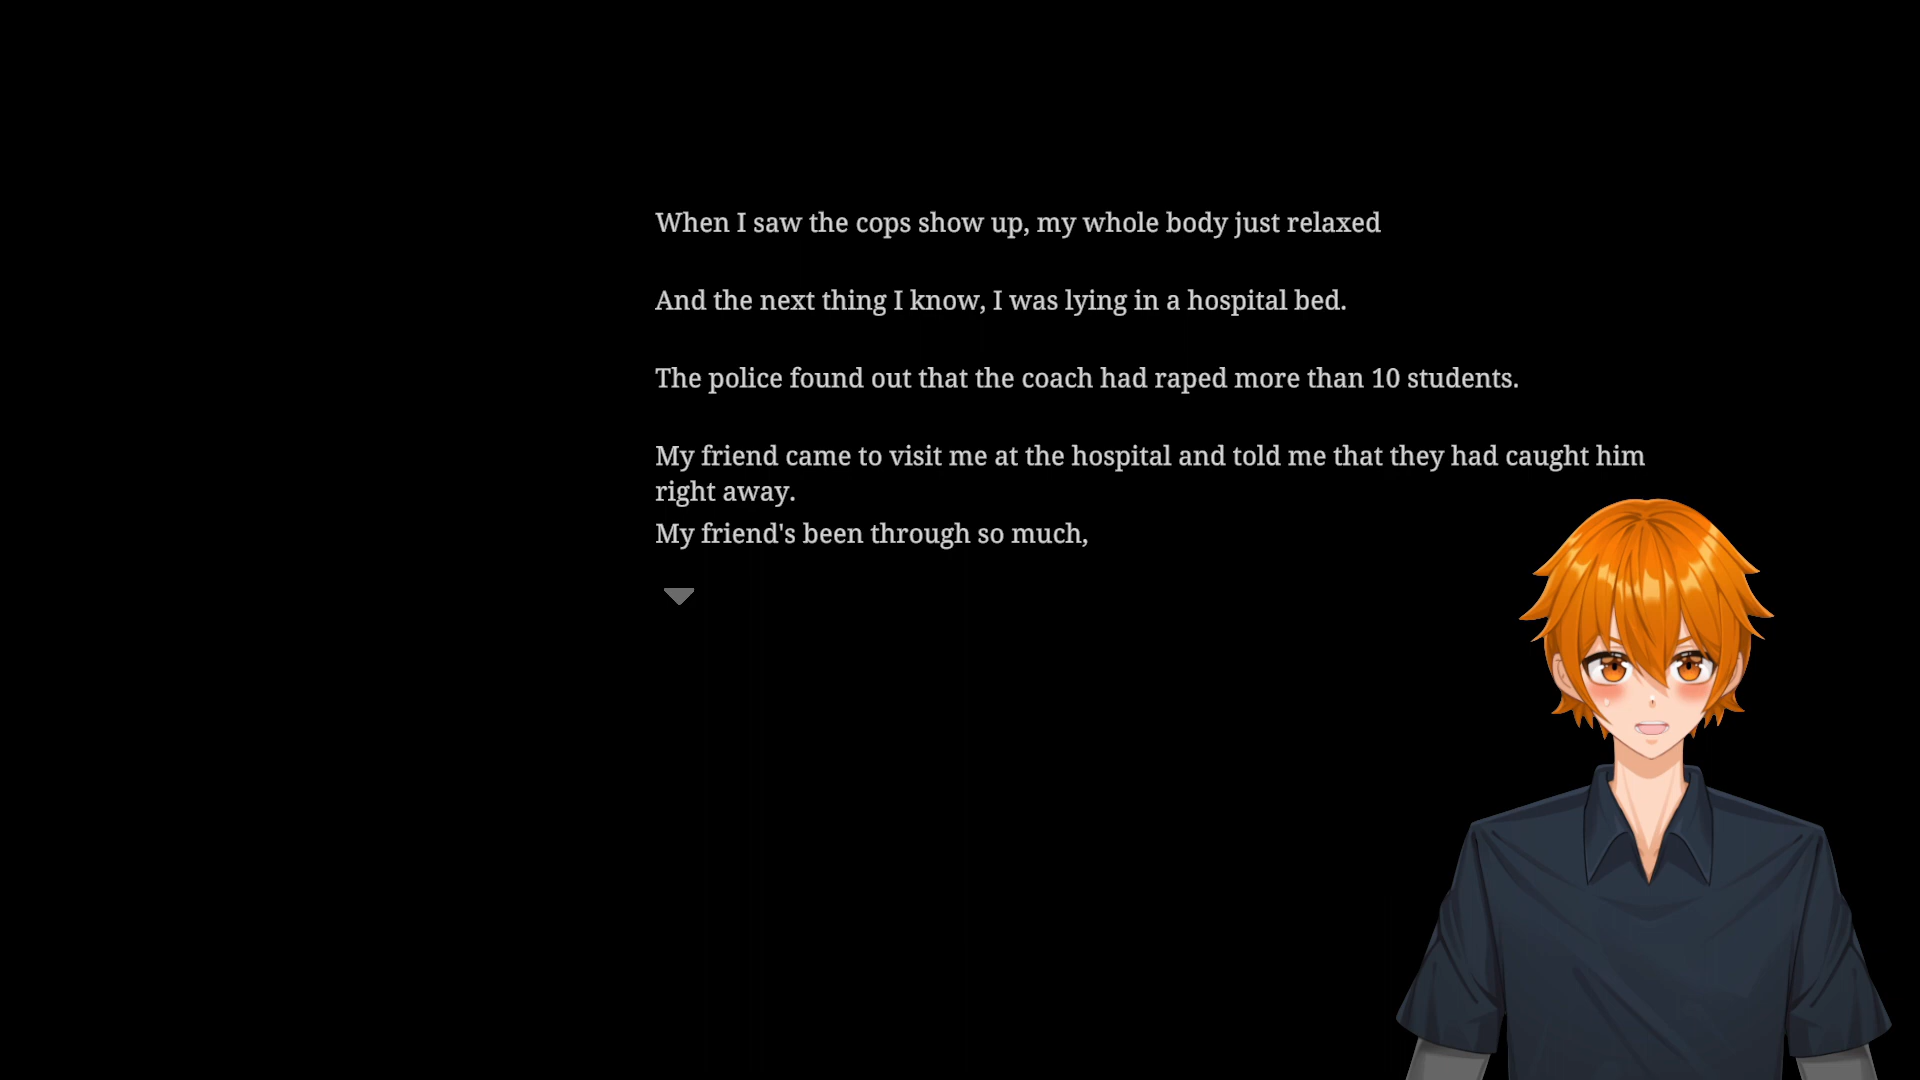 When I saw the cops show up, my whole body just relaxed
And the next thing I know, I was lying in a hospital bed.
The police found out that the coach had raped more than 10 students.
My friend came to visit me at the hospital and told me that they had caught him
right away.
My friend's been through so much,